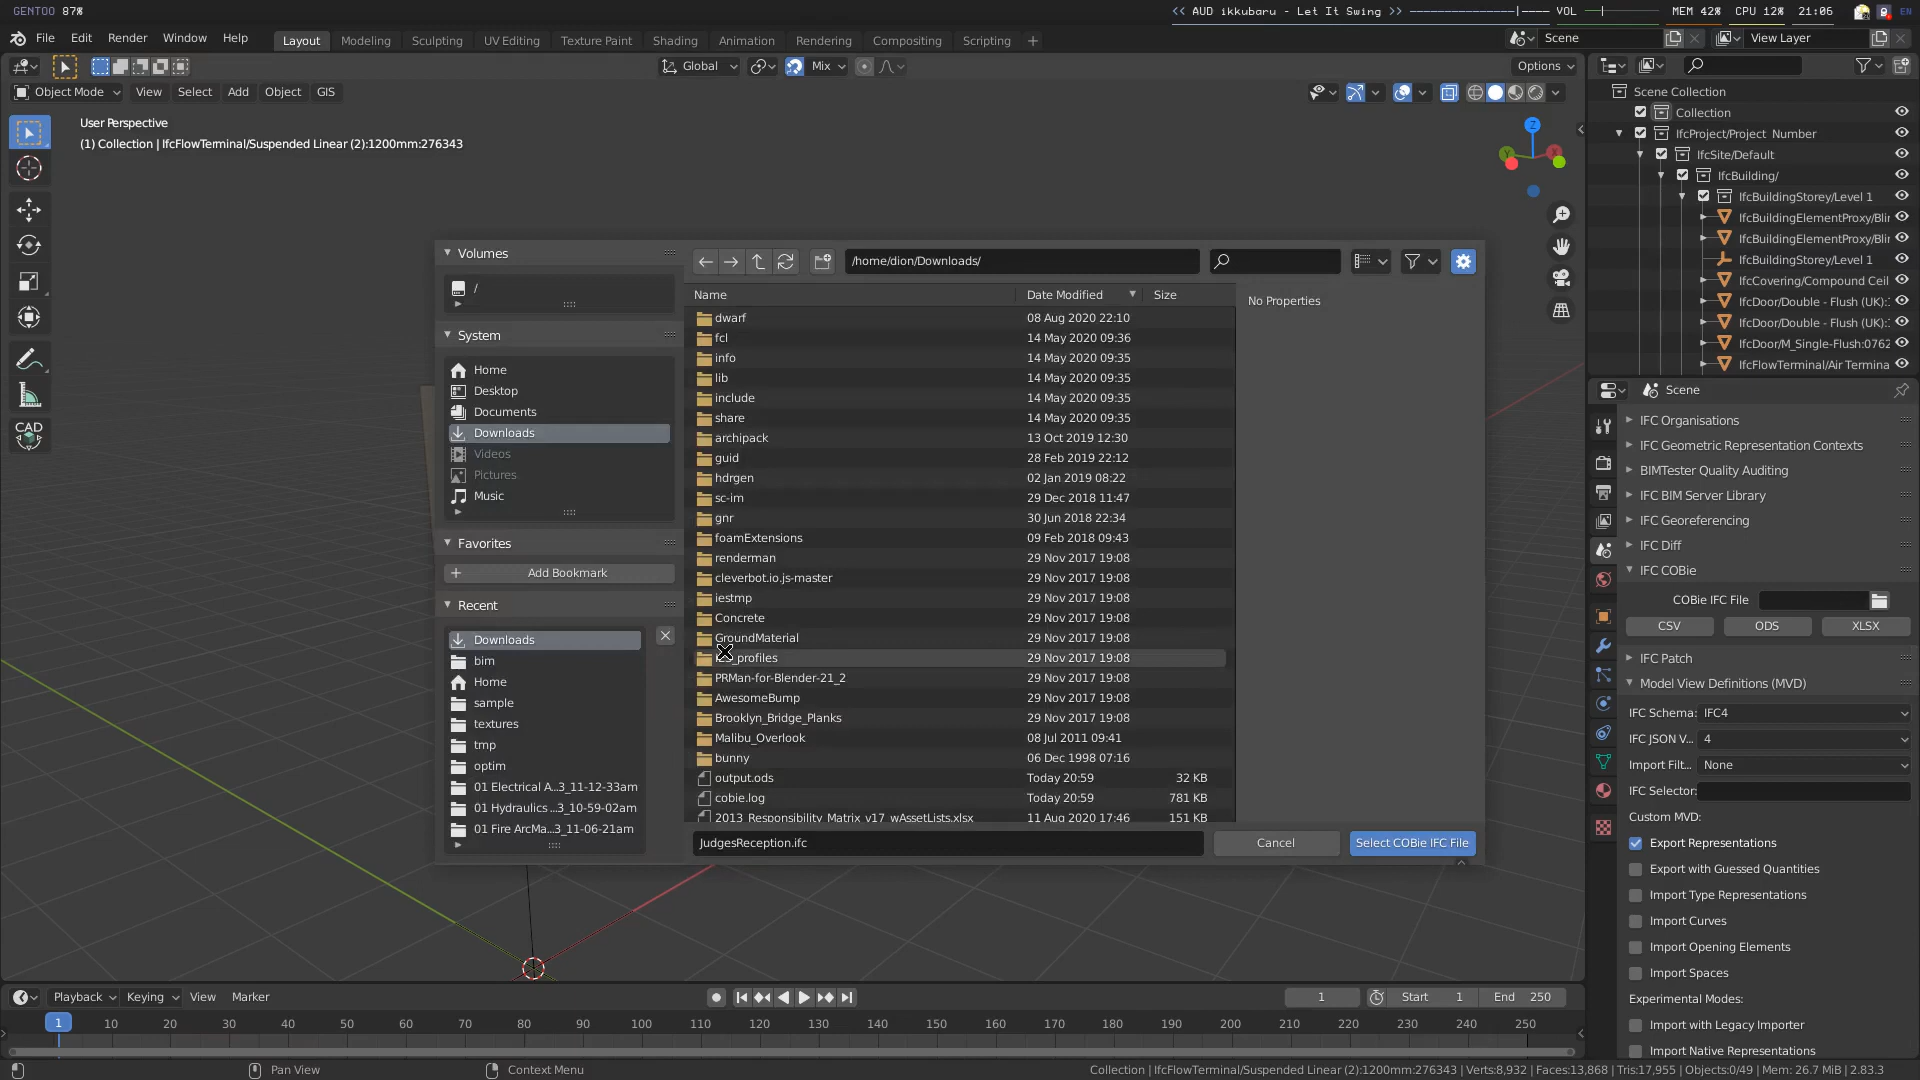 GENTOO 87%
<< AUD ikkubaru - Let It Swing >>
VOL
MEM 42%
CPU 12%
21:06
EN
File
Edit
Render
Window
Help
Layout
Modeling
Sculpting
UV Editing
Texture Paint
Shading
Animation
Rendering
Compositing
Scripting
Scene
View Layer
Global
Mix
Options
Object Mode
View
Select
Add
Object
GIS
User Perspective
(1) Collection | IfcFlowTerminal/Suspended Linear (2):1200mm:276343
CAD
Z
Y
Scene Collection
Collection
IfcProject/Project Number
IfcSite/Default
IfcBuilding/
IfcBuildingStorey/Level 1
IfcBuildingElementProxy/Blir
IfcBuildingElementProxy/Blir
IfcBuildingStorey/Level 1
IfcCovering/Compound Ceil
IfcDoor/Double - Flush (UK):
IfcDoor/Double - Flush (UK):
IfcDoor/M_Single-Flush:0762
IfcFlowTerminal/Air Termina
Volumes
/
System
Home
Desktop
Documents
Downloads
Videos
Pictures
Music
Favorites
Add Bookmark
Recent
Downloads
bim
Home
sample
textures
tmp
optim
01 Electrical A...3_11-12-33am
01 Hydraulics ...3_10-59-02am
01 Fire ArcMa...3_11-06-21am
/home/dion/Downloads/
Name Date Modified Size
dwarf 08 Aug 2020 22:10
fcl 14 May 2020 09:36
info 14 May 2020 09:35
lib 14 May 2020 09:35
include 14 May 2020 09:35
share 14 May 2020 09:35
archipack 13 Oct 2019 12:30
guid 28 Feb 2019 22:12
hdrgen 02 Jan 2019 08:22
sc-im 29 Dec 2018 11:47
gnr 30 Jun 2018 22:34
foamExtensions 09 Feb 2018 09:43
renderman 29 Nov 2017 19:08
cleverbot.io.js-master 29 Nov 2017 19:08
iestmp 29 Nov 2017 19:08
Concrete 29 Nov 2017 19:08
GroundMaterial 29 Nov 2017 19:08
_profiles 29 Nov 2017 19:08
PRMan-for-Blender-21_2 29 Nov 2017 19:08
AwesomeBump 29 Nov 2017 19:08
Brooklyn_Bridge_Planks 29 Nov 2017 19:08
Malibu_Overlook 08 Jul 2011 09:41
bunny 06 Dec 1998 07:16
output.ods Today 20:59 32 KB
cobie.log Today 20:59 781 KB
2013_Responsibility_Matrix_v17_wAssetLists.xlsx 11 Aug 2020 17:46 151 KB
JudgesReception.ifc
Cancel
Select COBie IFC File
No Properties
Scene
IFC Organisations
IFC Geometric Representation Contexts
BIMTester Quality Auditing
IFC BIM Server Library
IFC Georeferencing
IFC Diff
IFC COBie
COBie IFC File
CSV
ODS
XLSX
IFC Patch
Model View Definitions (MVD)
IFC Schema: IFC4
IFC JSON V... 4
Import Filt... None
IFC Selector:
Custom MVD:
Export Representations
Export with Guessed Quantities
Import Type Representations
Import Curves
Import Opening Elements
Import Spaces
Experimental Modes:
Import with Legacy Importer
Import Native Representations
Playback
Keying
View
Marker
1
Start 1
End 250
1 10 20 30 40 50 60 70 80 90 100 110 120 130 140 150 160 170 180 190 200 210 220 230 240 250
Pan View
Context Menu
Collection | IfcFlowTerminal/Suspended Linear (2):1200mm:276343 | Verts:8,932 | Faces:13,868 | Tris:17,955 | Objects:0/49 | Mem: 26.7 MiB | 2.83.3